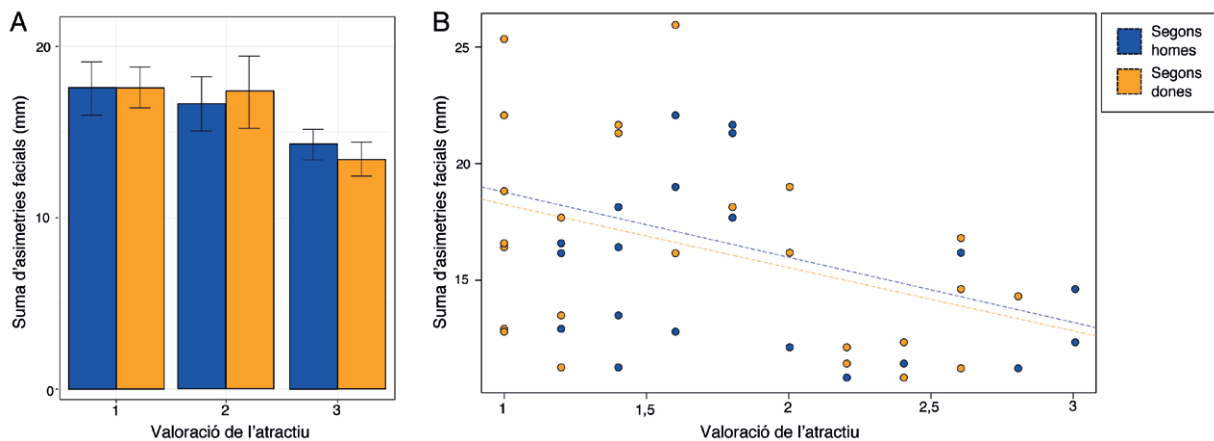 A
Suma d'asimetries facials (mm)
20
10
0
1 2 3
Valoració de l'atractiu
B
Suma d'asimetries facials (mm)
25
20
15
1 1,5 2 2,5 3
Valoració de l'atractiu
Segons
homes
Segons
dones